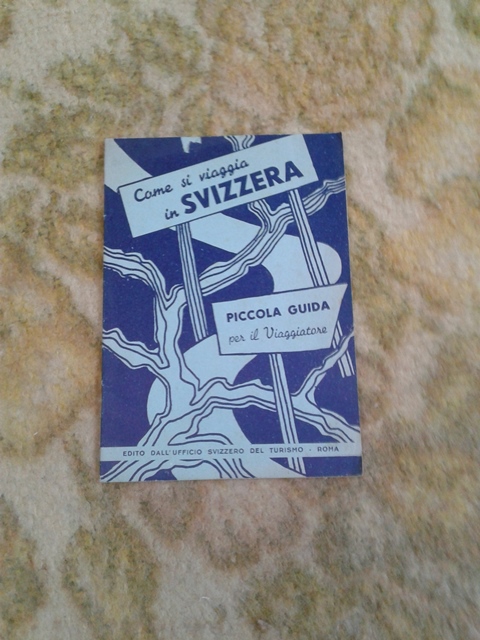 Come si viaggia
in SVIZZERA
PICCOLA GUIDA
per il Viaggiatore
EDITO DALL'UFFICIO SVIZZERO DEL TURISMO - ROMA